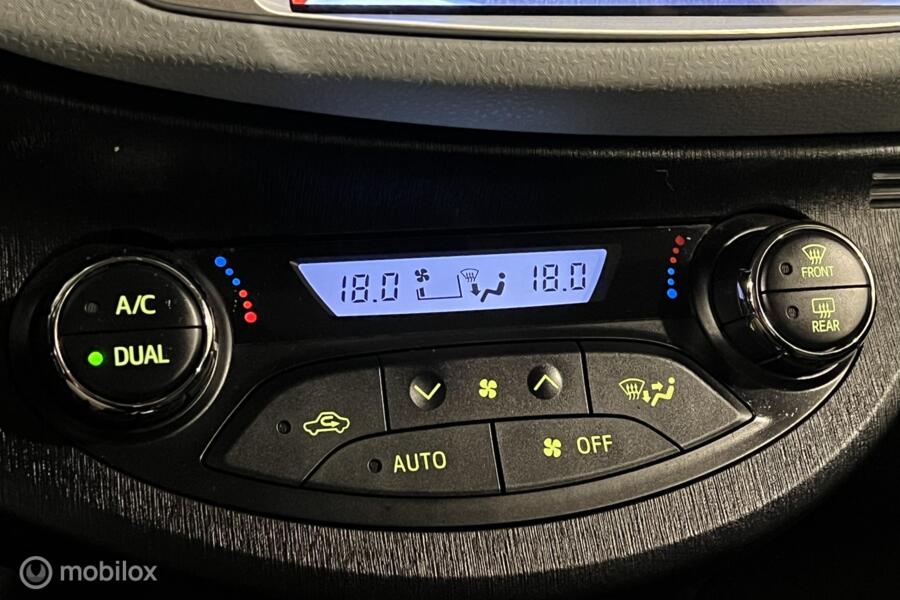 18.0 18.0
A/C
DUAL
FRONT
REAR
AUTO
OFF
mobilox